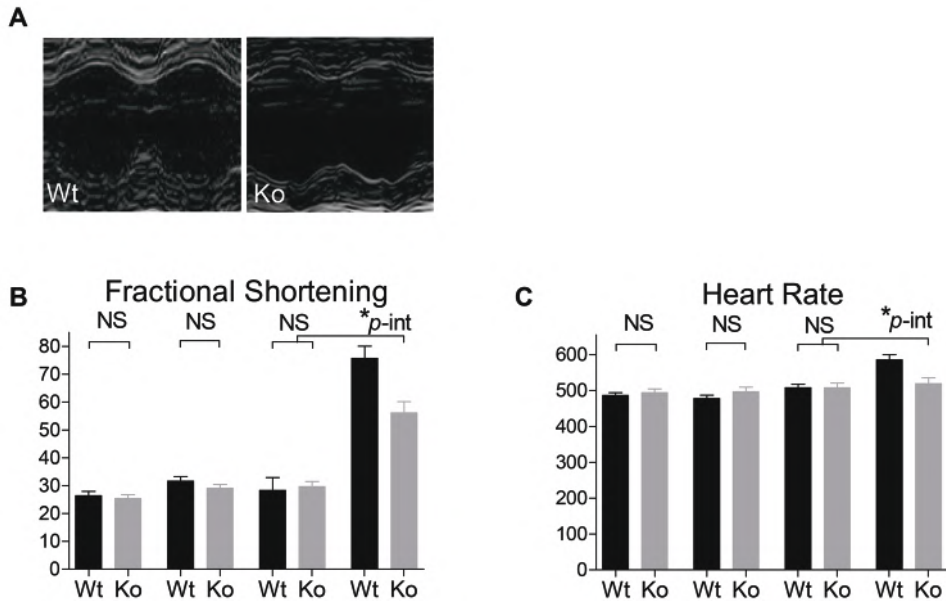 A
Wt
Ko
B
Fractional Shortening
NS
NS
NS
*p-int
80
70
60
50
40
30
20
10
0
Wt Ko
Wt Ko
Wt Ko
Wt Ko
C
Heart Rate
NS
NS
NS
*p-int
600
500
400
300
200
100
0
Wt Ko
Wt Ko
Wt Ko
Wt Ko